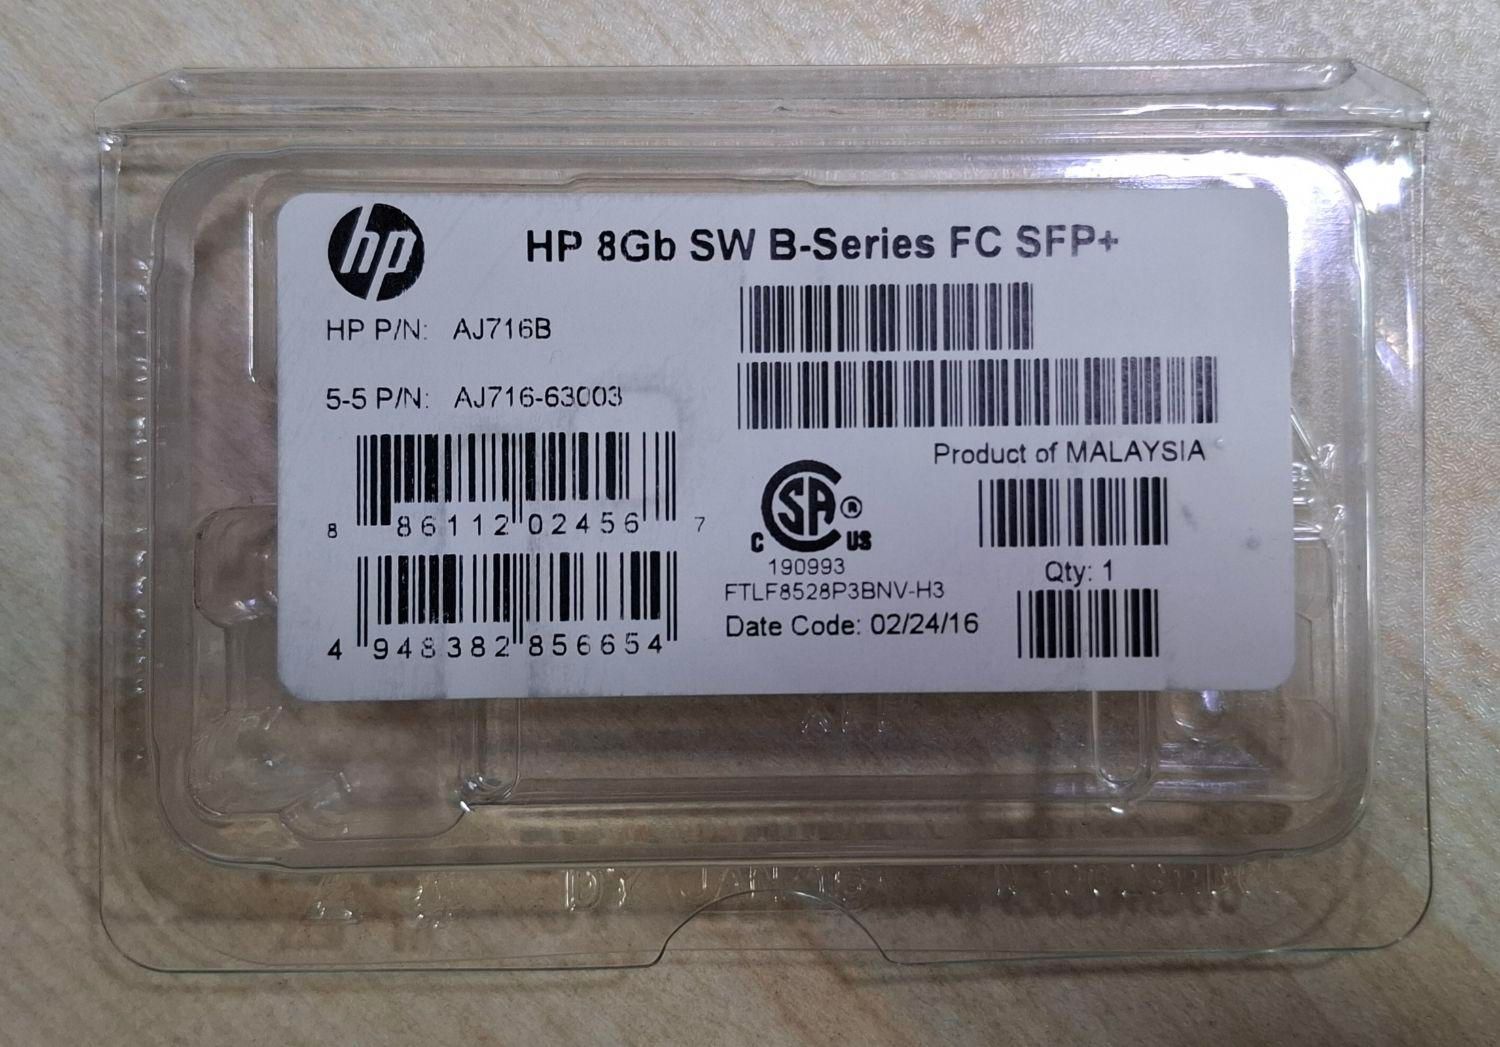 hp
HP 8Gb SW B-Series FC SFP+
HP P/N: AJ716B
5-5 P/N: AJ716-63003
8 86112 02456 7
4 948382 856654
Product of MALAYSIA
CSA ®
C US
190993
FTLF8528P3BNV-H3
Date Code: 02/24/16
Qty: 1